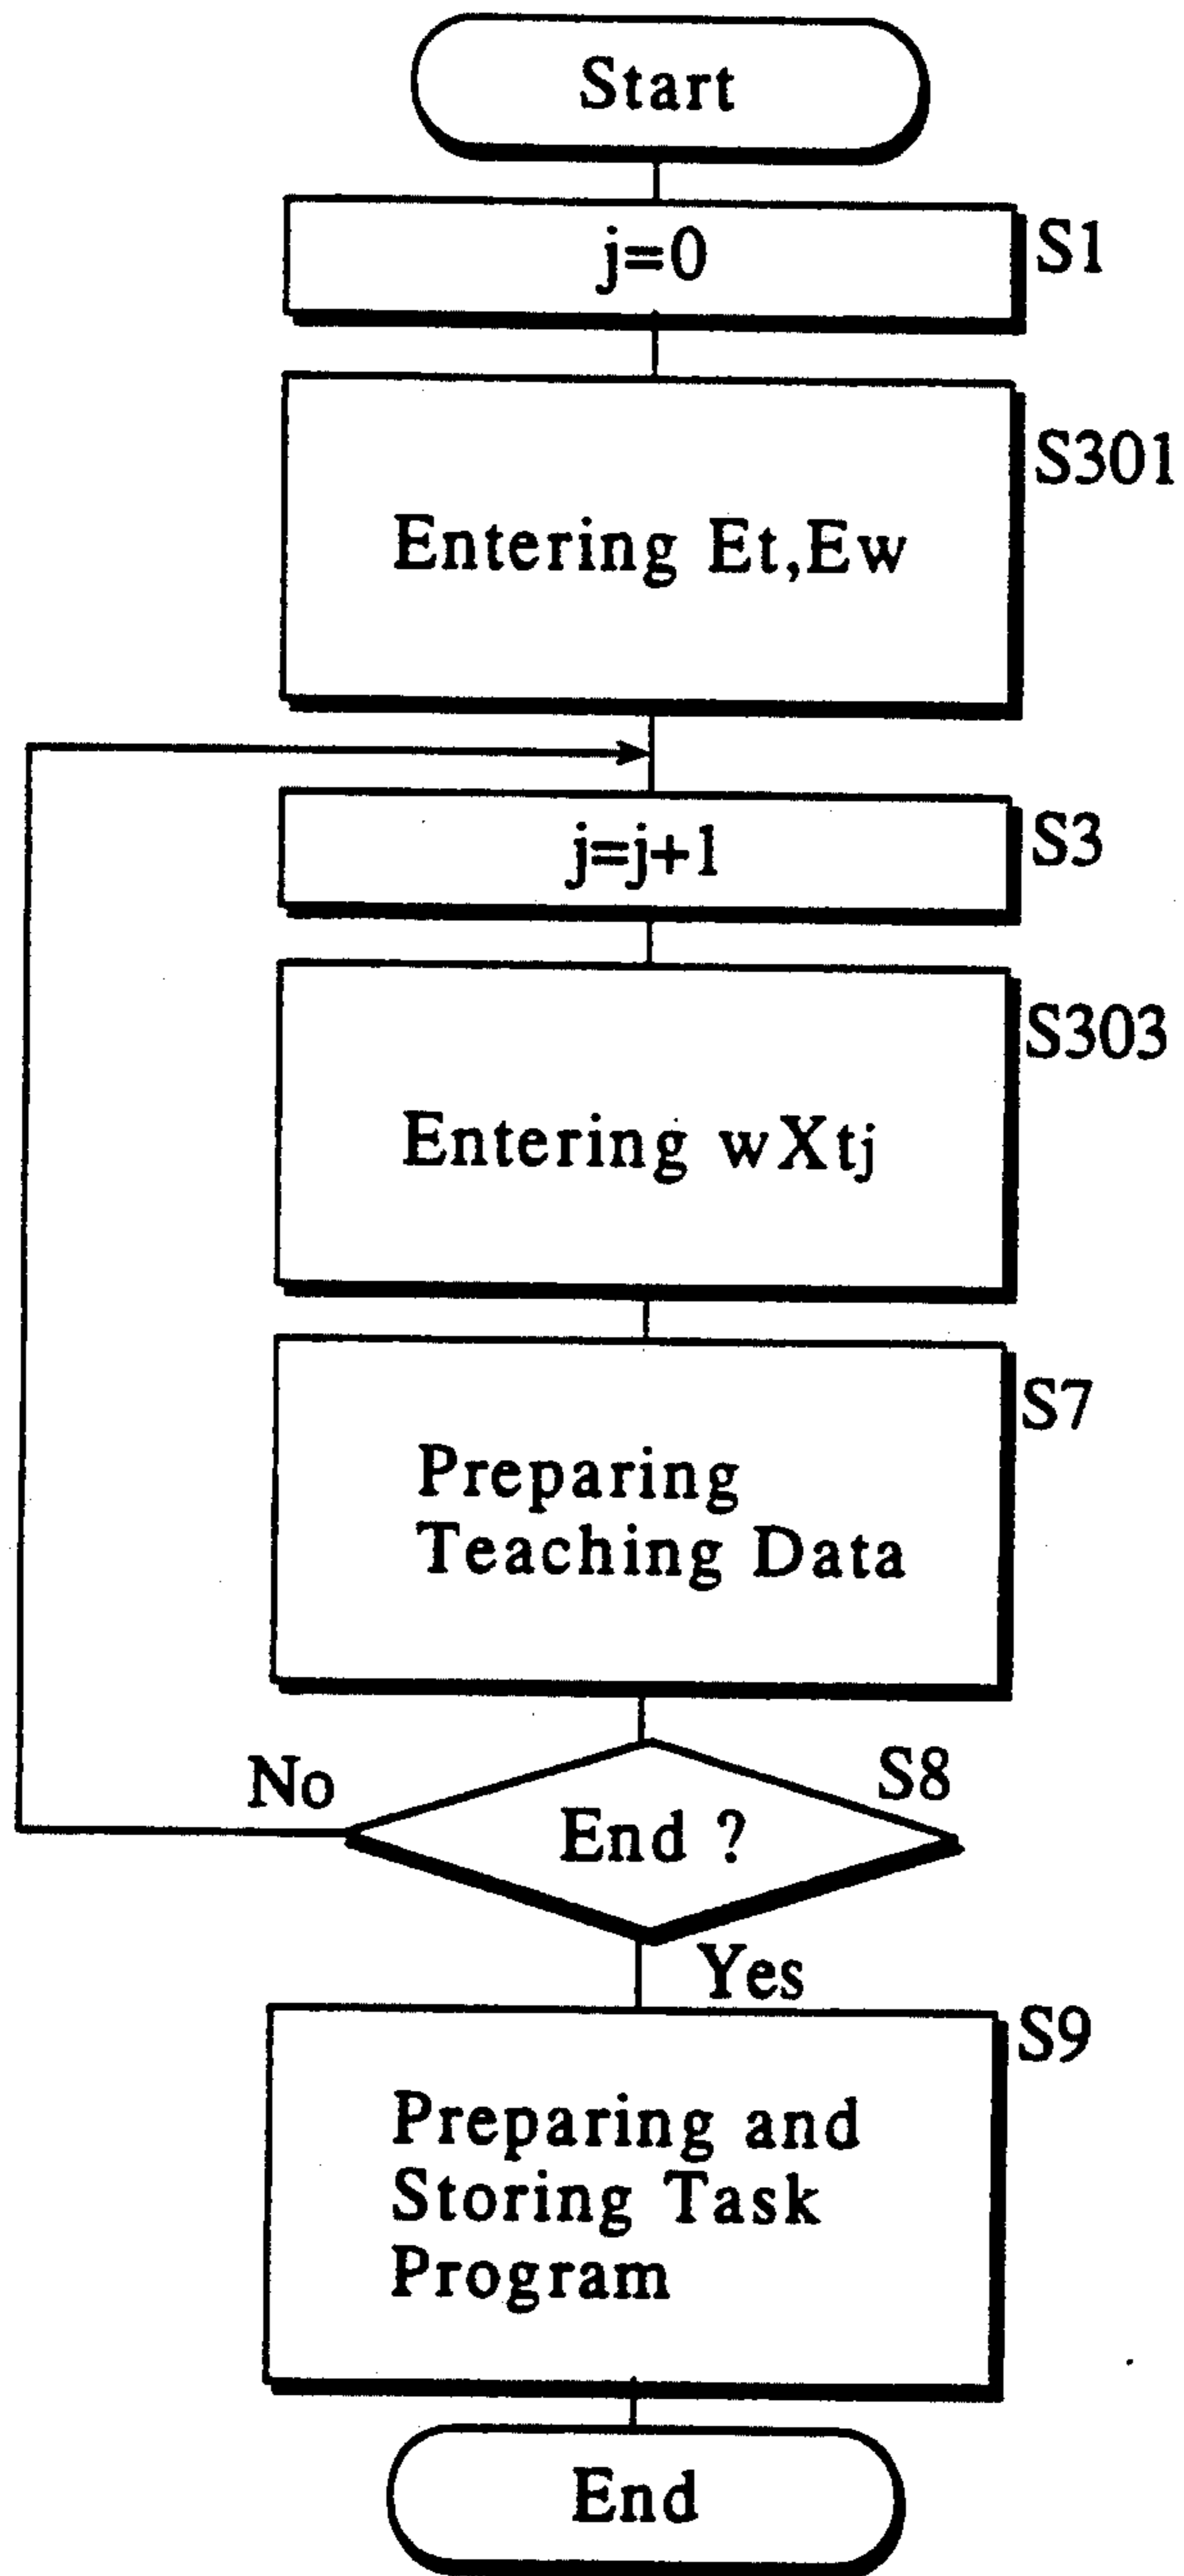 Start
j=0
S1
S301
Entering Et,Ew
j=j+1
S3
S303
Entering wXtj
S7
Preparing
Teaching Data
No
S8
End ?
Yes
S9
Preparing and
Storing Task
Program
End